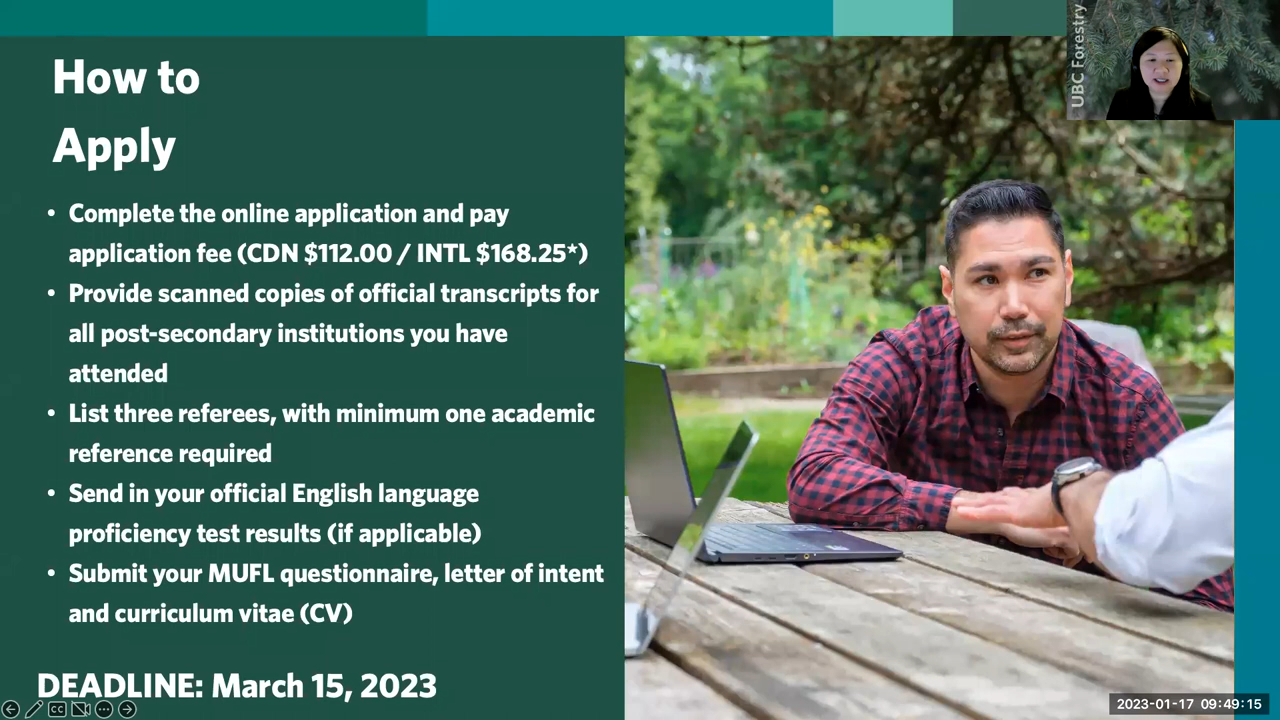 How to
Apply
• Complete the online application and pay
application fee (CDN $112.00 / INTL $168.25*)
• Provide scanned copies of official transcripts for
all post-secondary institutions you have
attended
• List three referees, with minimum one academic
reference required
• Send in your official English language
proficiency test results (if applicable)
• Submit your MUFL questionnaire, letter of intent
and curriculum vitae (CV)
DEADLINE: March 15, 2023
UBC Forestry
CC
2023-01-17 09:49:15